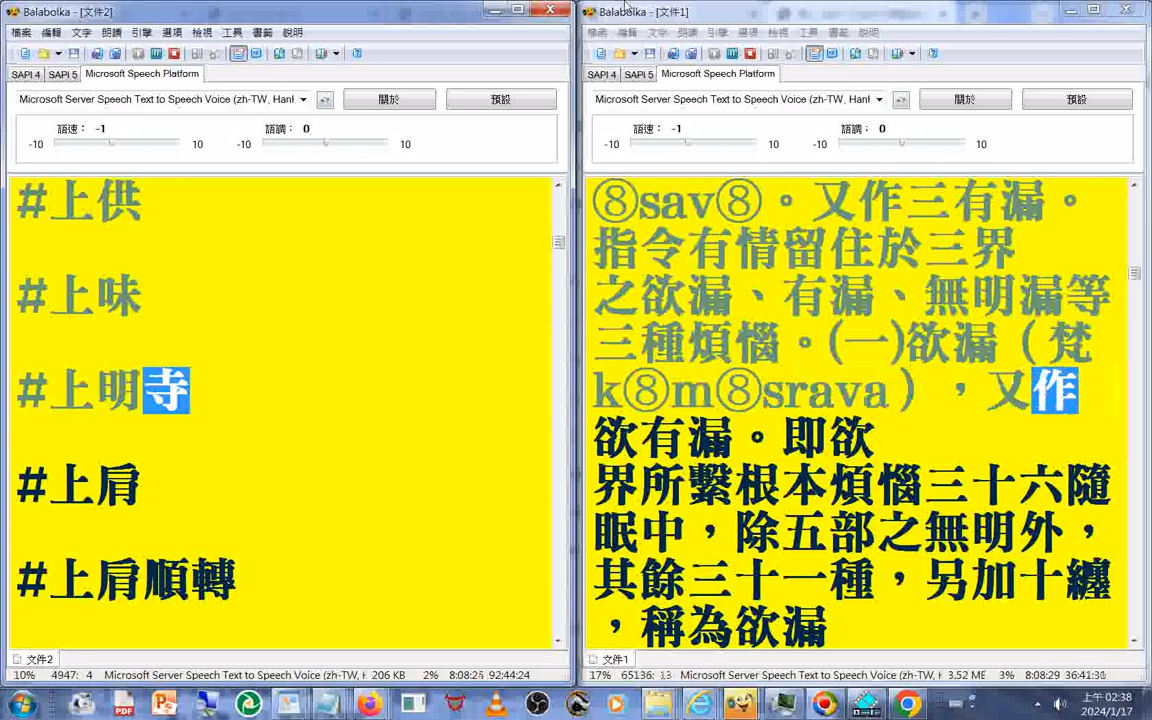 Balabolka - [文件2]
檔案 編輯 文字 朗讀 引擎 選項 檢視 工具 書籤 說明
SAPI 4 SAPI 5 Microsoft Speech Platform
Microsoft Server Speech Text to Speech Voice (zh-TW, Hanl
關於 預設
語速： -1 語調： 0
-10 10 -10 10
#上供
#上味
#上明寺
#上肩
#上肩順轉
文件2
10% 4947: 4 Microsoft Server Speech Text to Speech Voice (zh-TW, 206 KB 2% 8:08:25 92:44:24
Balabolka - [文件1]
檔案 編輯 文字 朗讀 引擎 選項 檢視 工具 書籤 說明
SAPI 4 SAPI 5 Microsoft Speech Platform
Microsoft Server Speech Text to Speech Voice (zh-TW, Hanl
關於 預設
語速： -1 語調： 0
-10 10 -10 10
⑧sav⑧。又作三有漏。
指令有情留住於三界
之欲漏、有漏、無明漏等
三種煩惱。(一)欲漏（梵
k⑧m⑧srava），又作
欲有漏。即欲
界所繫根本煩惱三十六隨
眠中，除五部之無明外，
其餘三十一種，另加十纏
，稱為欲漏
文件1
17% 65136: 13 Microsoft Server Speech Text to Speech Voice (zh-TW, 3.52 ME 3% 8:08:29 36:41:31
上午 02:38
2024/1/17